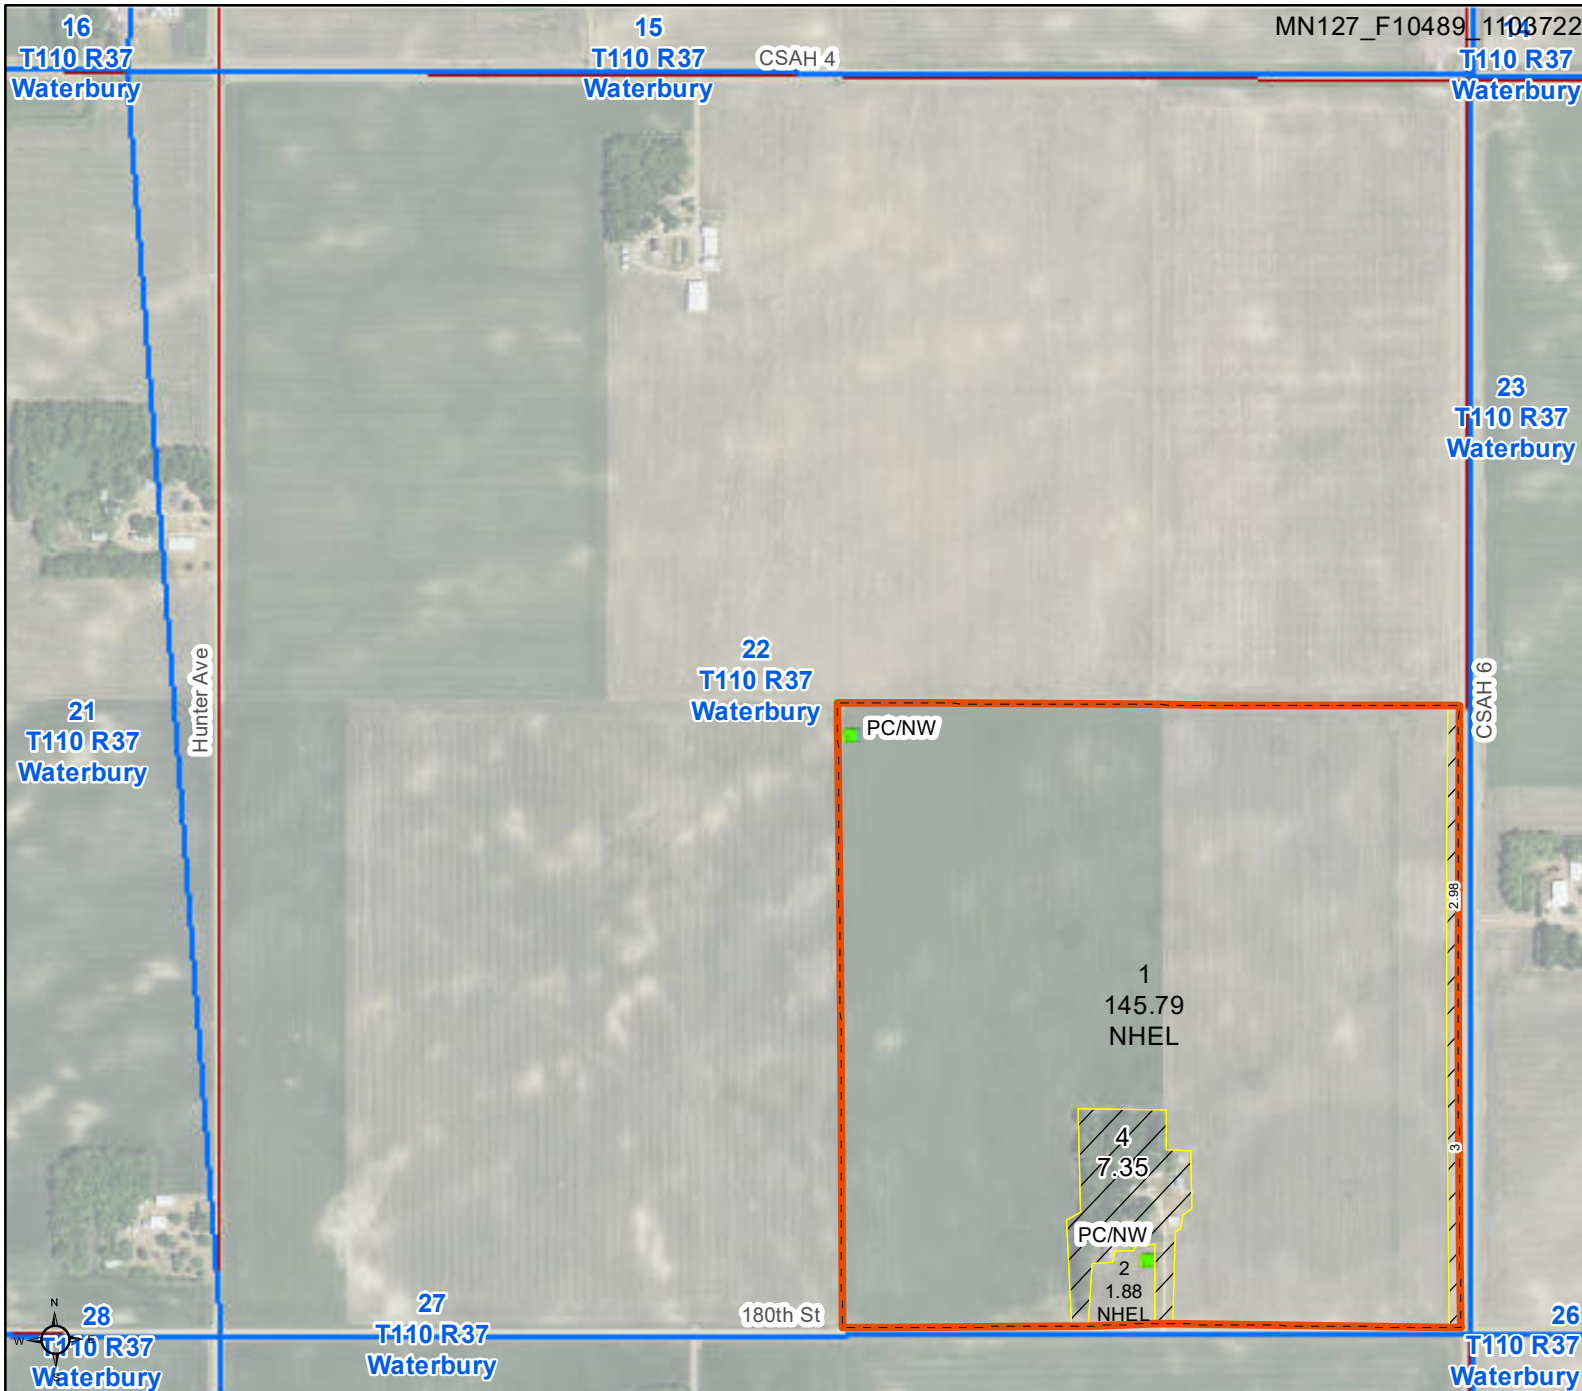 MN127_F10489_1103722
16
T110 R37
Waterbury
15
T110 R37
Waterbury
CSAH 4
14
T110 R37
Waterbury
23
T110 R37
Waterbury
22
T110 R37
Waterbury
Hunter Ave
CSAH 6
21
T110 R37
Waterbury
PC/NW
2.98
1
145.79
NHEL
4
7.35
3
PC/NW
2
1.88
NHEL
180th St
N
W
E
S
28
T110 R37
Waterbury
27
T110 R37
Waterbury
26
T110 R37
Waterbury